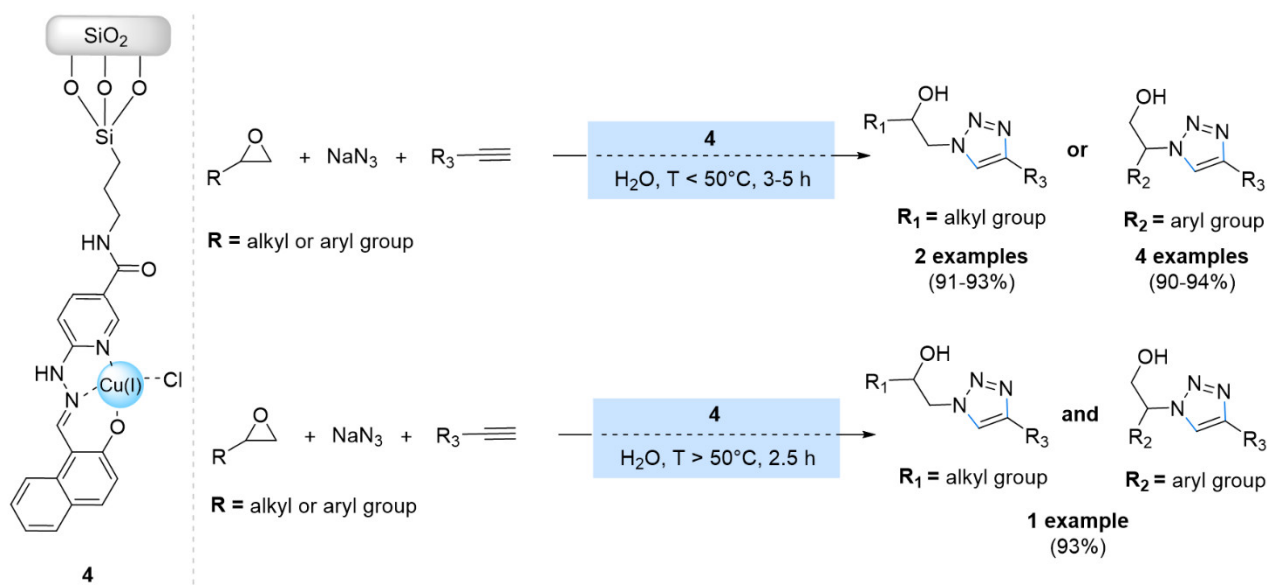 SiO2
O O O
Si
HN
O
N
HN
N
Cu(I)
Cl
O
4
O
R
+ NaN3 + R3
R = alkyl or aryl group
4
H2O, T < 50°C, 3-5 h
OH
R1
N
N
N
R3
R1 = alkyl group
2 examples
(91-93%)
or
OH
N
N
N
R2
R3
R2 = aryl group
4 examples
(90-94%)
O
R
+ NaN3 + R3
R = alkyl or aryl group
4
H2O, T > 50°C, 2.5 h
OH
R1
N
N
N
R3
R1 = alkyl group
and
OH
N
N
N
R2
R3
R2 = aryl group
1 example
(93%)